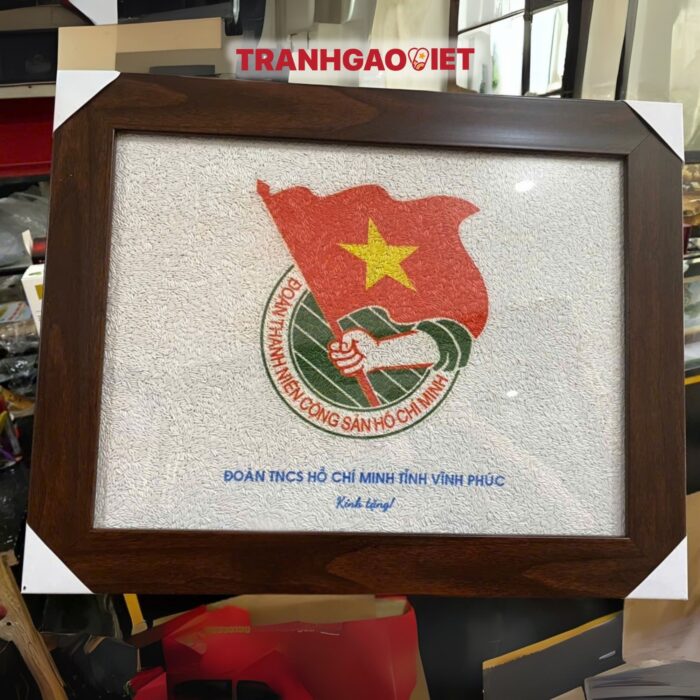 TRANHGAOVIET
ĐOÀN THANH NIÊN CỘNG SẢN HỒ CHÍ MINH
ĐOÀN TNCS HỒ CHÍ MINH TỈNH VĨNH PHÚC
Kính tặng!